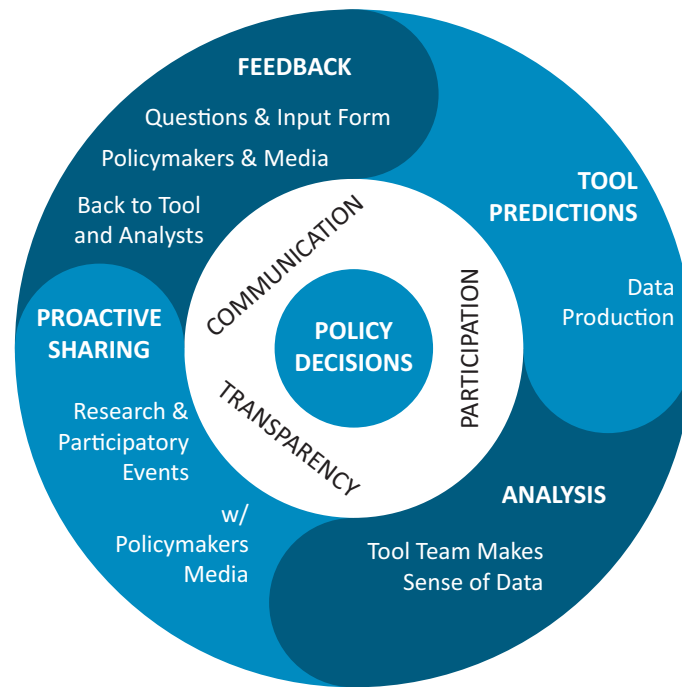 FEEDBACK
Questions & Input Form
Policymakers & Media
Back to Tool
and Analysts
TOOL
PREDICTIONS
Data
Production
ANALYSIS
Tool Team Makes
Sense of Data
PROACTIVE
SHARING
Research &
Participatory
Events
w/
Policymakers
Media
COMMUNICATION
PARTICIPATION
TRANSPARENCY
POLICY
DECISIONS